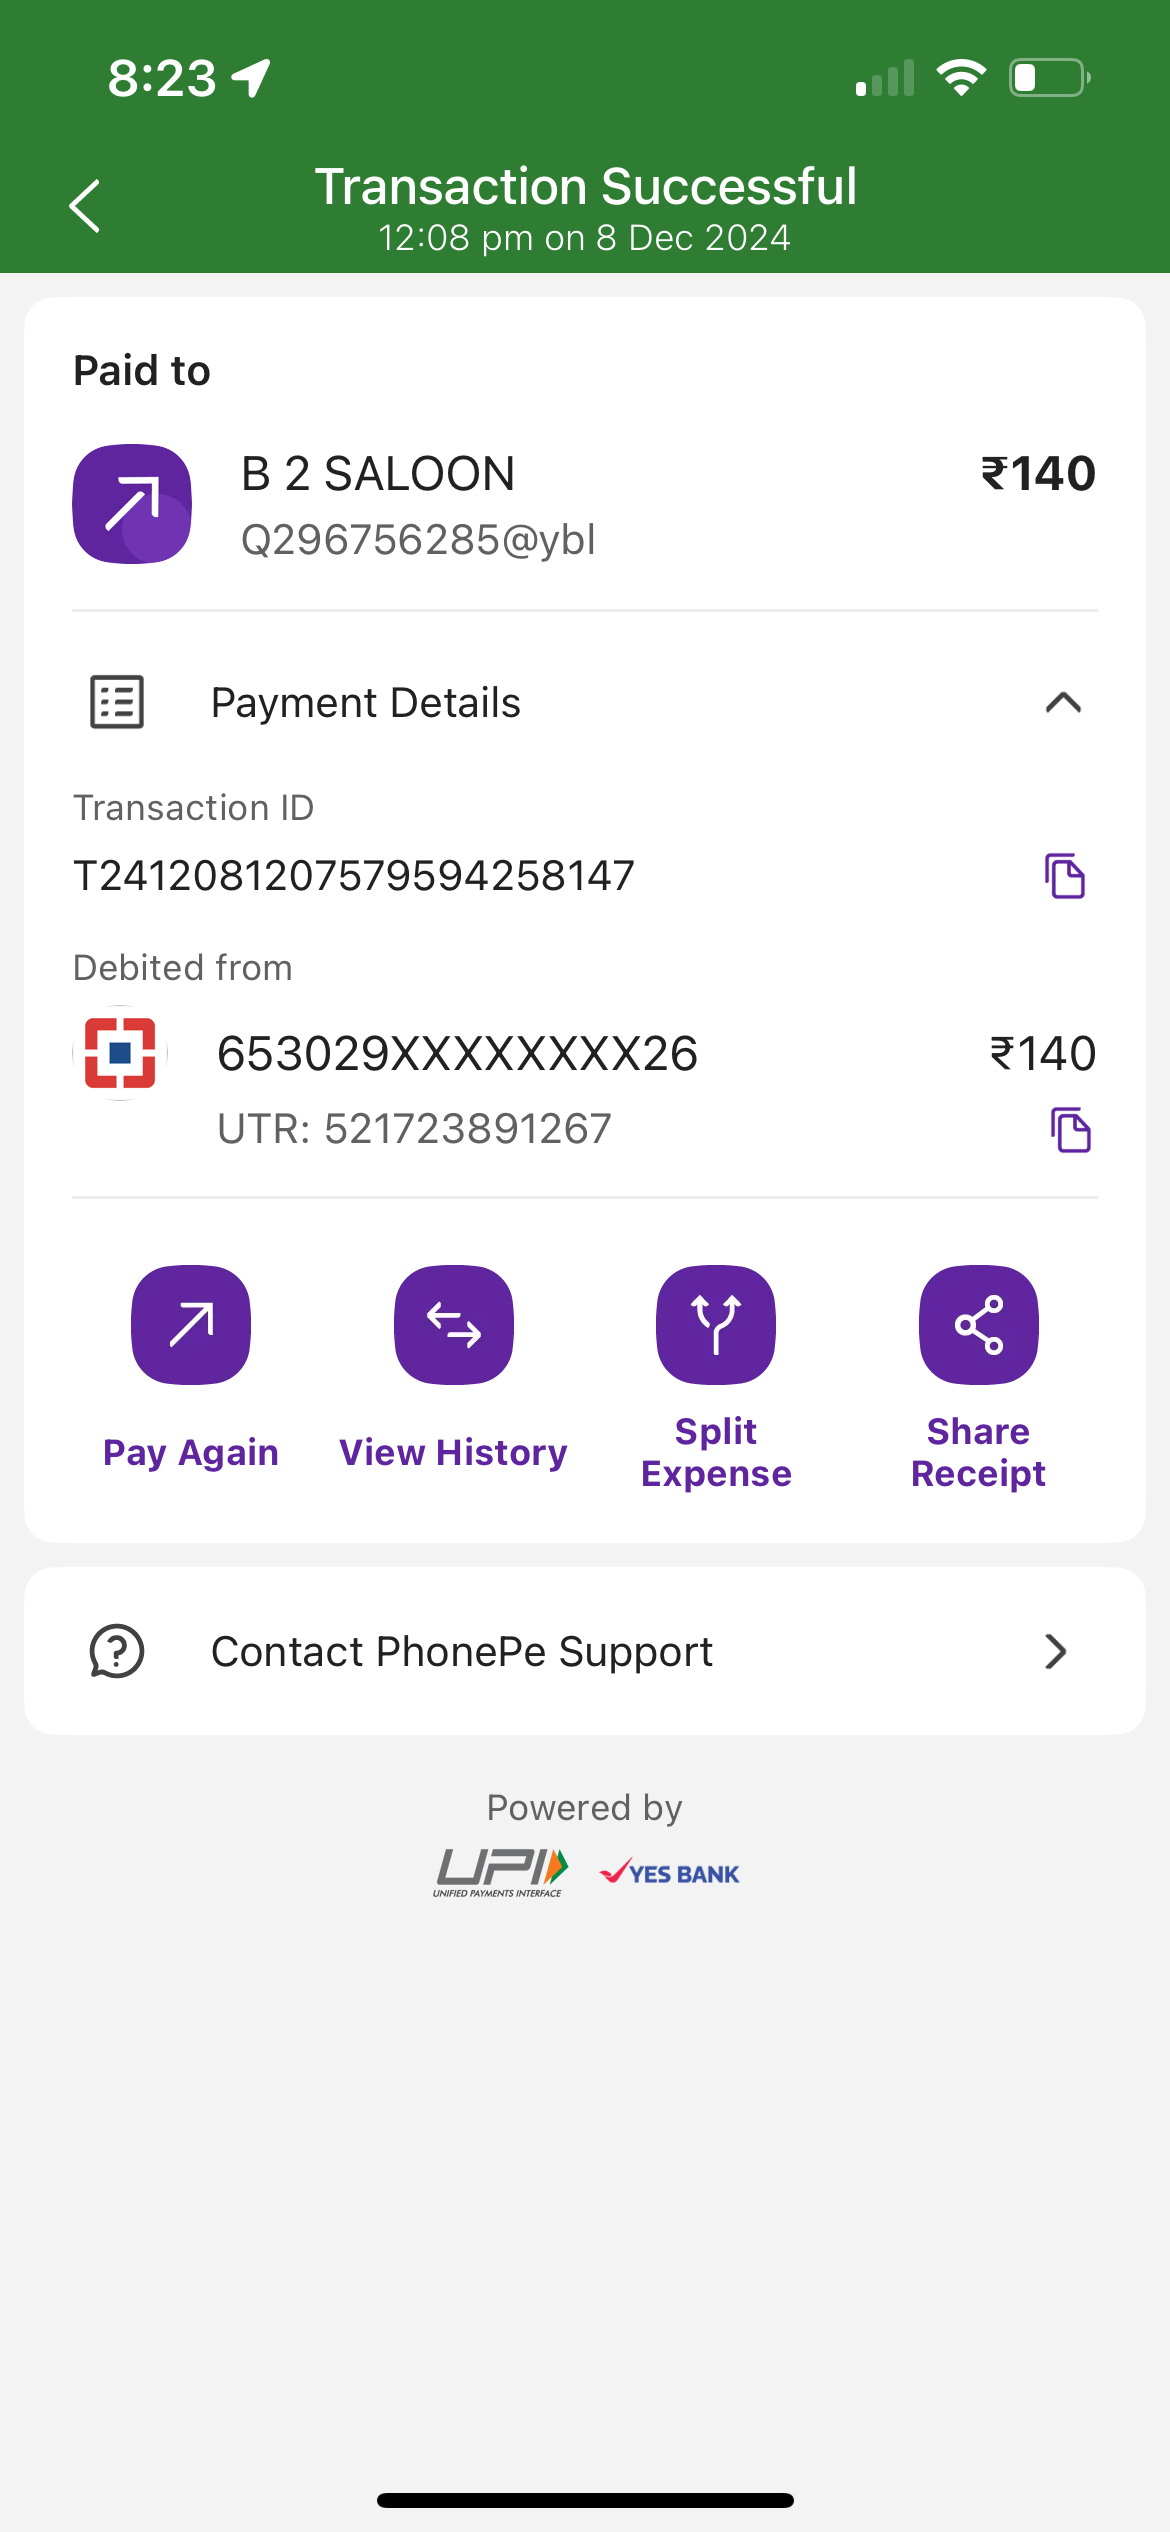 8:23
Transaction Successful
12:08 pm on 8 Dec 2024
Paid to
B 2 SALOON
₹140
Q296756285@ybl
Payment Details
Transaction ID
T2412081207579594258147
Debited from
653029XXXXXXXX26
₹140
UTR: 521723891267
Pay Again
View History
Split
Expense
Share
Receipt
Contact PhonePe Support
Powered by
UPI
UNIFIED PAYMENTS INTERFACE
YES BANK